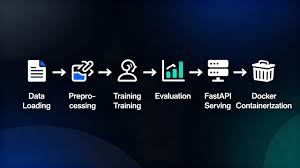 Data
Loading
Prepro-
cessing
Training
Training
Evaluation
FastAPI
Serving
Docker
Containerization